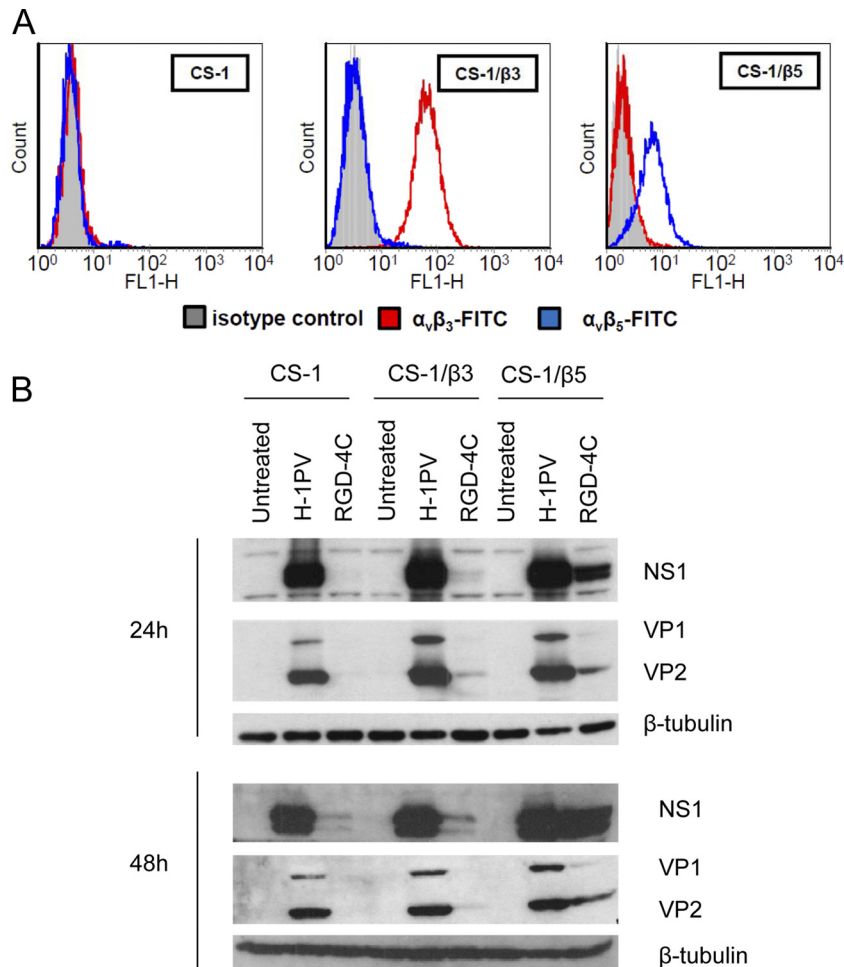 A
CS-1
CS-1/β3
CS-1/β5
Count
Count
Count
10⁰ 10¹ 10² 10³ 10⁴
10⁰ 10¹ 10² 10³ 10⁴
10⁰ 10¹ 10² 10³ 10⁴
FL1-H
FL1-H
FL1-H
isotype control αᵥβ₃-FITC αᵥβ₅-FITC
B
CS-1 CS-1/β3 CS-1/β5
Untreated H-1PV RGD-4C Untreated H-1PV RGD-4C Untreated H-1PV RGD-4C
24h
NS1
VP1
VP2
β-tubulin
48h
NS1
VP1
VP2
β-tubulin